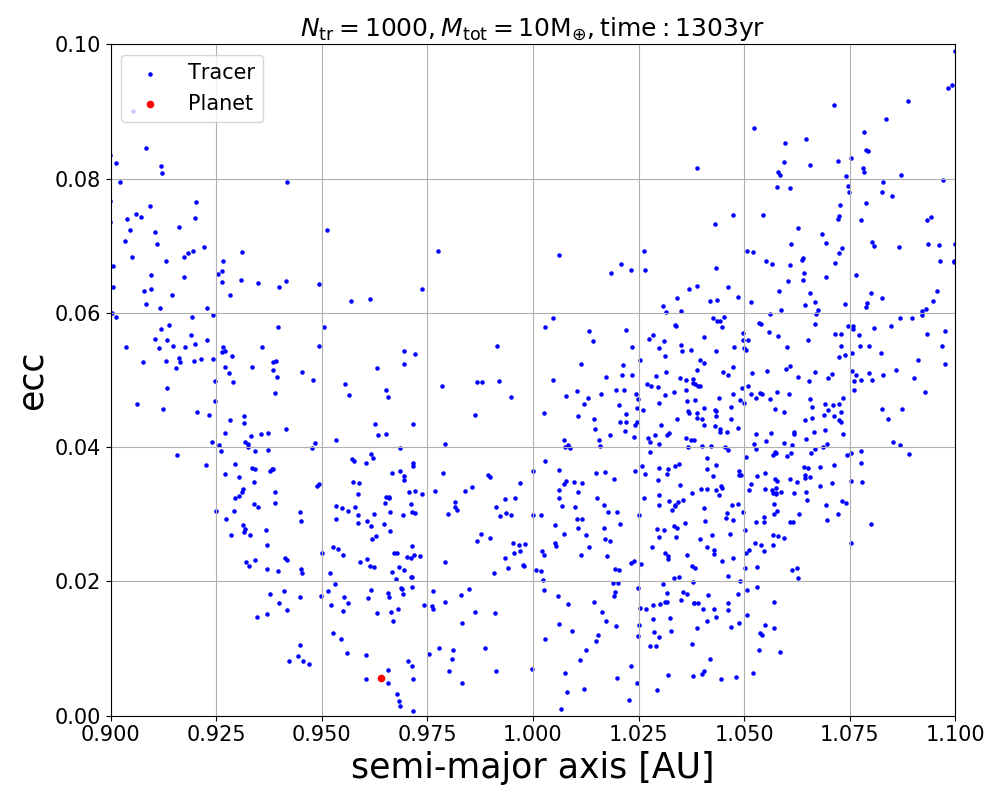 N_tr = 1000, M_tot = 10M_⊕, time : 1303yr
Tracer
Planet
ecc
0.10
0.08
0.06
0.04
0.02
0.00
0.900 0.925 0.950 0.975 1.000 1.025 1.050 1.075 1.100
semi-major axis [AU]